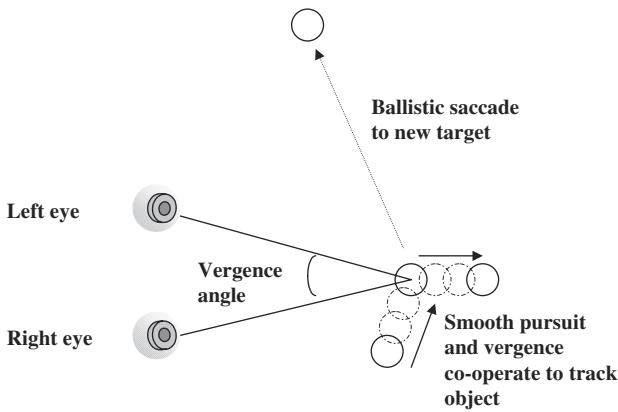 Ballistic saccade
to new target
Left eye
Vergence
angle
Right eye
Smooth pursuit
and vergence
co-operate to track
object